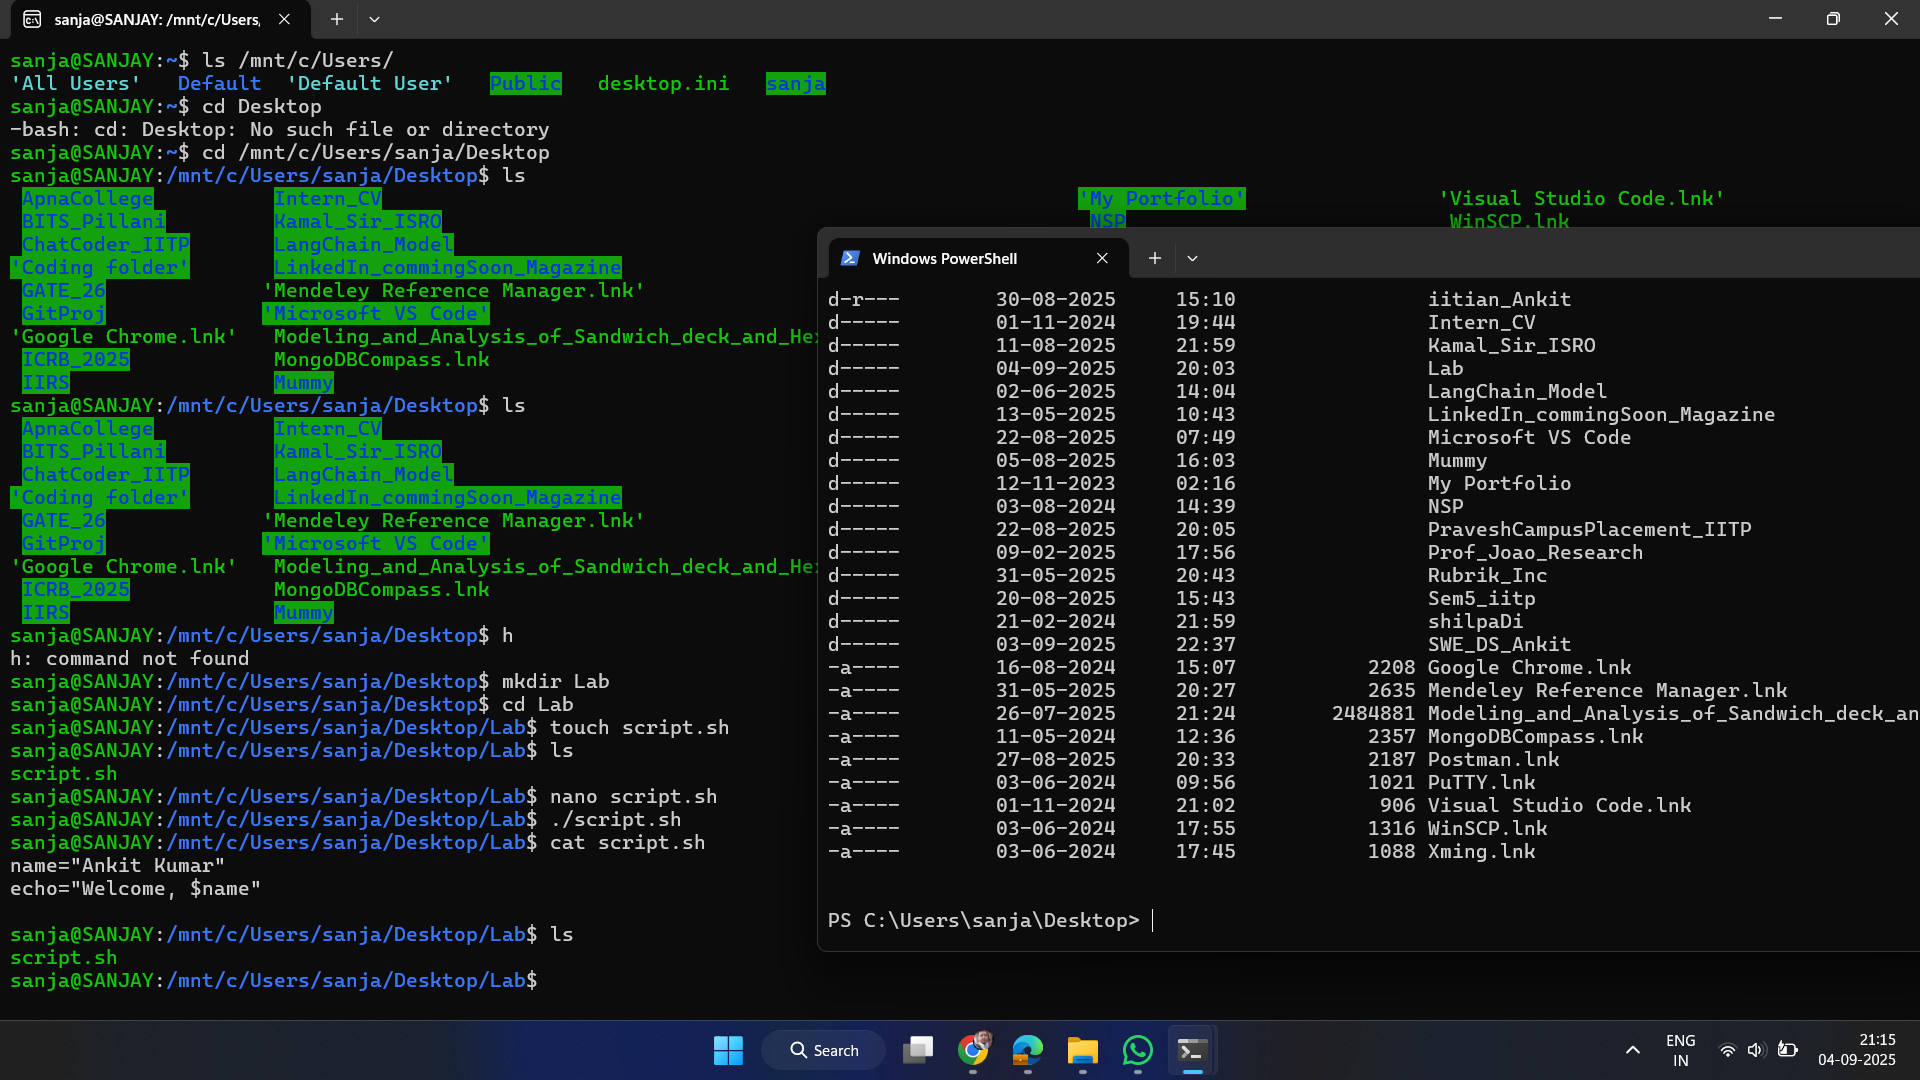 sanja@SANJAY: /mnt/c/Users,
sanja@SANJAY:~$ ls /mnt/c/Users/
'All Users'   Default  'Default User'   Public   desktop.ini   sanja
sanja@SANJAY:~$ cd Desktop
-bash: cd: Desktop: No such file or directory
sanja@SANJAY:~$ cd /mnt/c/Users/sanja/Desktop
sanja@SANJAY:/mnt/c/Users/sanja/Desktop$ ls
ApnaCollege   Intern_CV   'My Portfolio'   'Visual Studio Code.lnk'
BITS_Pillani   Kamal_Sir_ISRO   NSP   WinSCP.lnk
ChatCoder_IITP   LangChain_Model
'Coding folder'   LinkedIn_commingSoon_Magazine
GATE_26   'Mendeley Reference Manager.lnk'
GitProj   'Microsoft VS Code'
'Google Chrome.lnk'   Modeling_and_Analysis_of_Sandwich_deck_and_Hex
ICRB_2025   MongoDBCompass.lnk
IIRS   Mummy
sanja@SANJAY:/mnt/c/Users/sanja/Desktop$ ls
ApnaCollege   Intern_CV
BITS_Pillani   Kamal_Sir_ISRO
ChatCoder_IITP   LangChain_Model
'Coding folder'   LinkedIn_commingSoon_Magazine
GATE_26   'Mendeley Reference Manager.lnk'
GitProj   'Microsoft VS Code'
'Google Chrome.lnk'   Modeling_and_Analysis_of_Sandwich_deck_and_Hex
ICRB_2025   MongoDBCompass.lnk
IIRS   Mummy
sanja@SANJAY:/mnt/c/Users/sanja/Desktop$ h
h: command not found
sanja@SANJAY:/mnt/c/Users/sanja/Desktop$ mkdir Lab
sanja@SANJAY:/mnt/c/Users/sanja/Desktop$ cd Lab
sanja@SANJAY:/mnt/c/Users/sanja/Desktop/Lab$ touch script.sh
sanja@SANJAY:/mnt/c/Users/sanja/Desktop/Lab$ ls
script.sh
sanja@SANJAY:/mnt/c/Users/sanja/Desktop/Lab$ nano script.sh
sanja@SANJAY:/mnt/c/Users/sanja/Desktop/Lab$ ./script.sh
sanja@SANJAY:/mnt/c/Users/sanja/Desktop/Lab$ cat script.sh
name="Ankit Kumar"
echo="Welcome, $name"
sanja@SANJAY:/mnt/c/Users/sanja/Desktop/Lab$ ls
script.sh
sanja@SANJAY:/mnt/c/Users/sanja/Desktop/Lab$
Windows PowerShell
d-r---   30-08-2025   15:10   iitian_Ankit
d-----   01-11-2024   19:44   Intern_CV
d-----   11-08-2025   21:59   Kamal_Sir_ISRO
d-----   04-09-2025   20:03   Lab
d-----   02-06-2025   14:04   LangChain_Model
d-----   13-05-2025   10:43   LinkedIn_commingSoon_Magazine
d-----   22-08-2025   07:49   Microsoft VS Code
d-----   05-08-2025   16:03   Mummy
d-----   12-11-2023   02:16   My Portfolio
d-----   03-08-2024   14:39   NSP
d-----   22-08-2025   20:05   PraveshCampusPlacement_IITP
d-----   09-02-2025   17:56   Prof_Joao_Research
d-----   31-05-2025   20:43   Rubrik_Inc
d-----   20-08-2025   15:43   Sem5_iitp
d-----   21-02-2024   21:59   shilpaDi
d-----   03-09-2025   22:37   SWE_DS_Ankit
-a----   16-08-2024   15:07   2208 Google Chrome.lnk
-a----   31-05-2025   20:27   2635 Mendeley Reference Manager.lnk
-a----   26-07-2025   21:24   2484881 Modeling_and_Analysis_of_Sandwich_deck_an
-a----   11-05-2024   12:36   2357 MongoDBCompass.lnk
-a----   27-08-2025   20:33   2187 Postman.lnk
-a----   03-06-2024   09:56   1021 PuTTY.lnk
-a----   01-11-2024   21:02   906 Visual Studio Code.lnk
-a----   03-06-2024   17:55   1316 WinSCP.lnk
-a----   03-06-2024   17:45   1088 Xming.lnk
PS C:\Users\sanja\Desktop>
Search
ENG
IN
21:15
04-09-2025